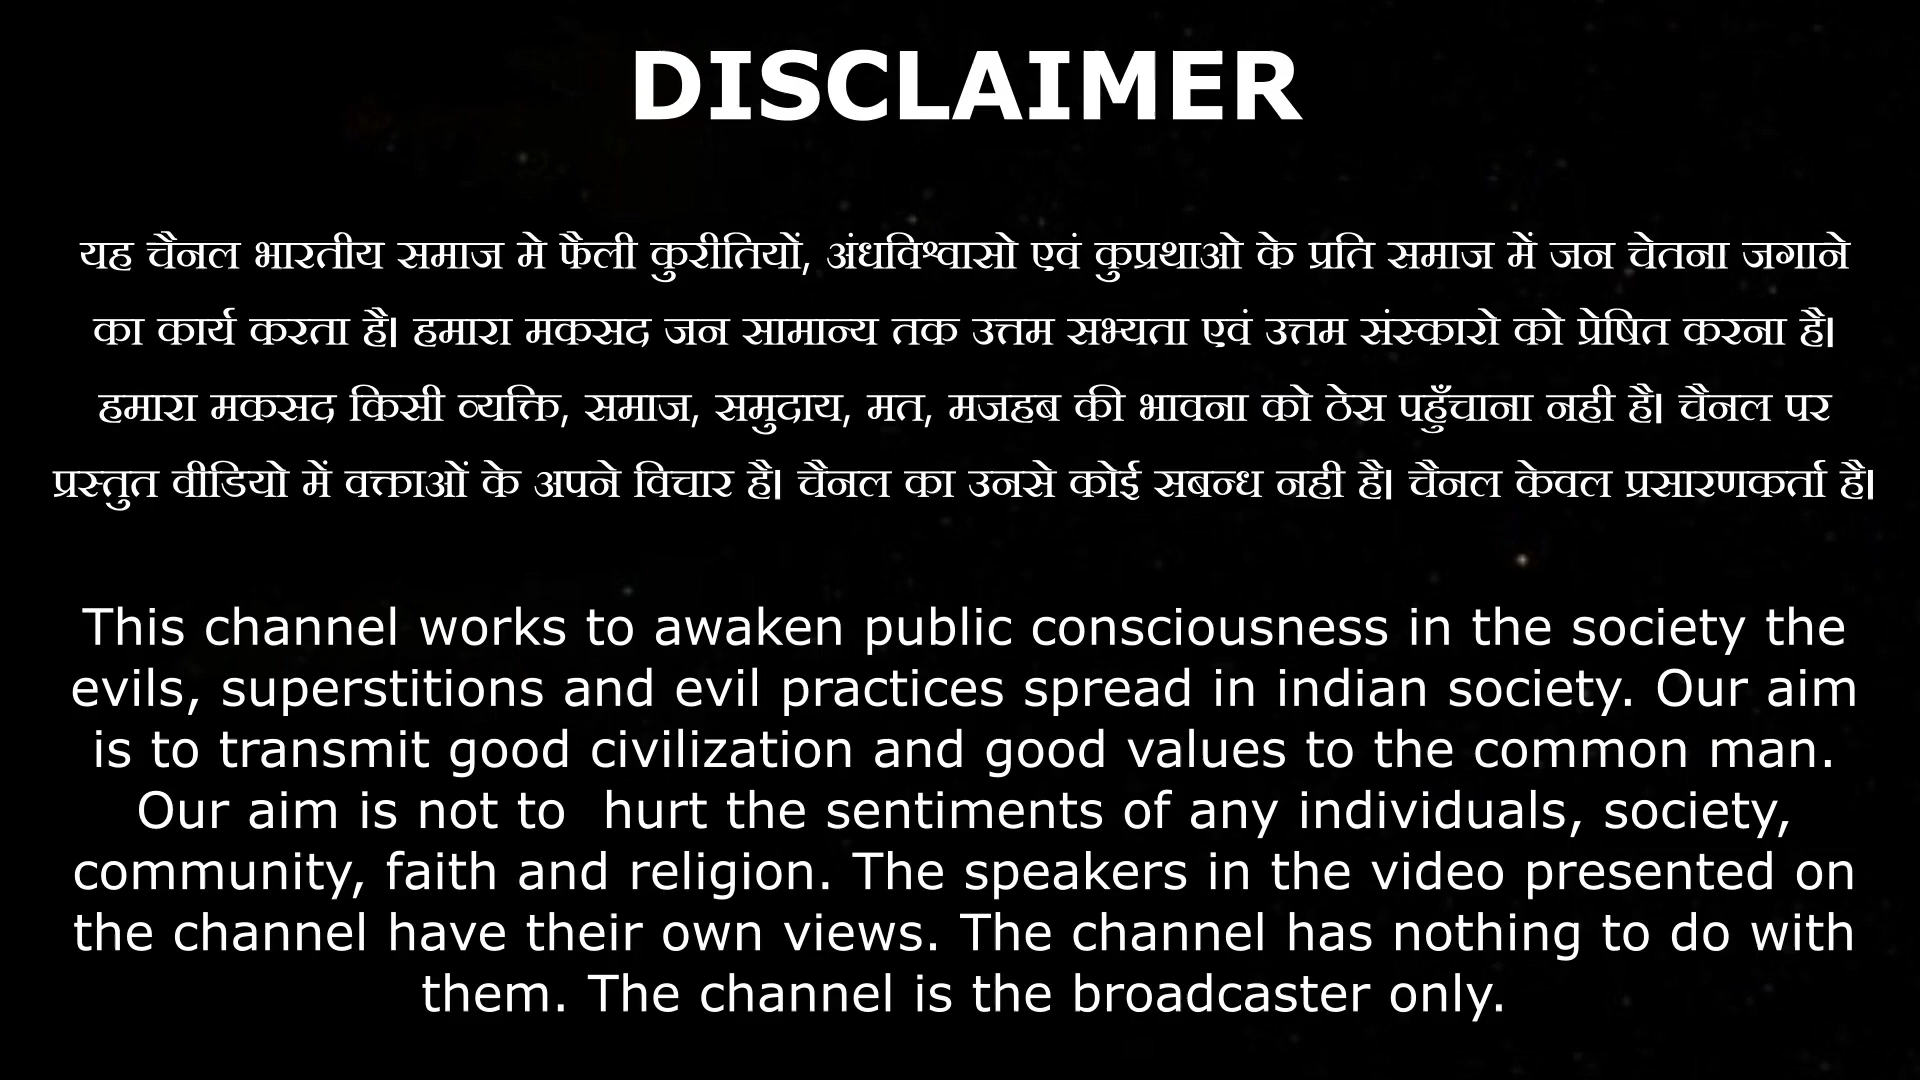 DISCLAIMER
यह चैनल भारतीय समाज मे फैली कुरीतियों, अंधविश्वासो एवं कुप्रथाओ के प्रति समाज में जन चेतना जगाने
का कार्य करता है। हमारा मकसद जन सामान्य तक उत्तम सभ्यता एवं उत्तम संस्कारो को प्रेषित करना है।
हमारा मकसद किसी व्यक्ति, समाज, समुदाय, मत, मजहब की भावना को ठेस पहुँचाना नही है। चैनल पर
प्रस्तुत वीडियो में वक्ताओं के अपने विचार है। चैनल का उनसे कोई सबन्ध नही है। चैनल केवल प्रसारणकर्ता है।
This channel works to awaken public consciousness in the society the
evils, superstitions and evil practices spread in indian society. Our aim
is to transmit good civilization and good values to the common man.
Our aim is not to  hurt the sentiments of any individuals, society,
community, faith and religion. The speakers in the video presented on
the channel have their own views. The channel has nothing to do with
them. The channel is the broadcaster only.